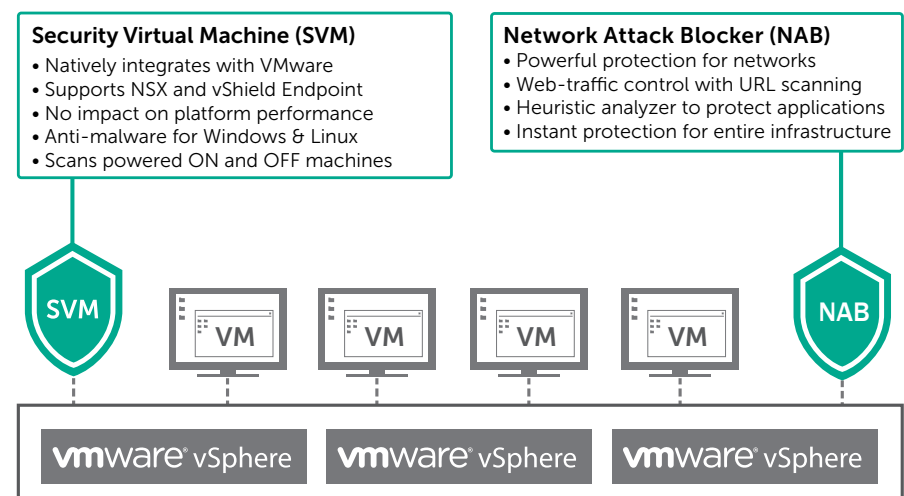 Security Virtual Machine (SVM)
• Natively integrates with VMware
• Supports NSX and vShield Endpoint
• No impact on platform performance
• Anti-malware for Windows & Linux
• Scans powered ON and OFF machines
Network Attack Blocker (NAB)
• Powerful protection for networks
• Web-traffic control with URL scanning
• Heuristic analyzer to protect applications
• Instant protection for entire infrastructure
SVM
VM
VM
VM
VM
NAB
vmware® vSphere
vmware® vSphere
vmware® vSphere